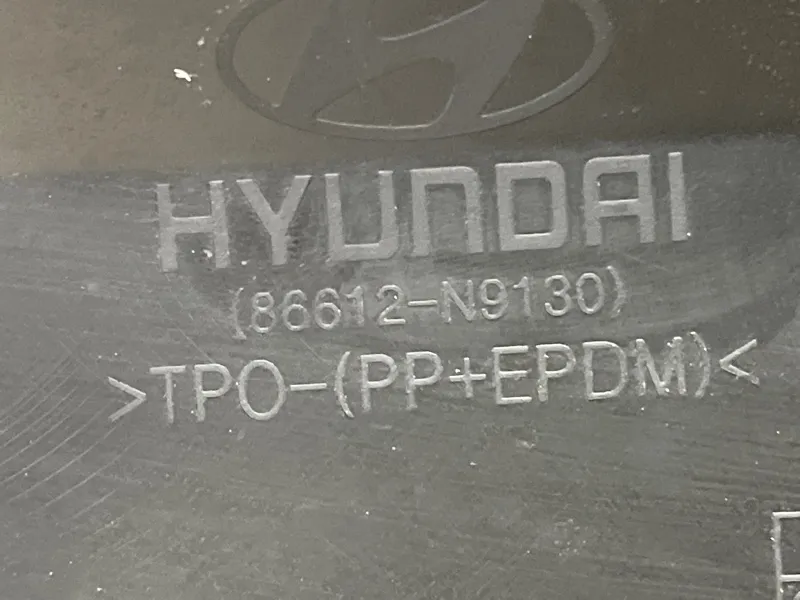 HYUNDAI
(86612-N9130)
>TPO-(PP+EPDM)<